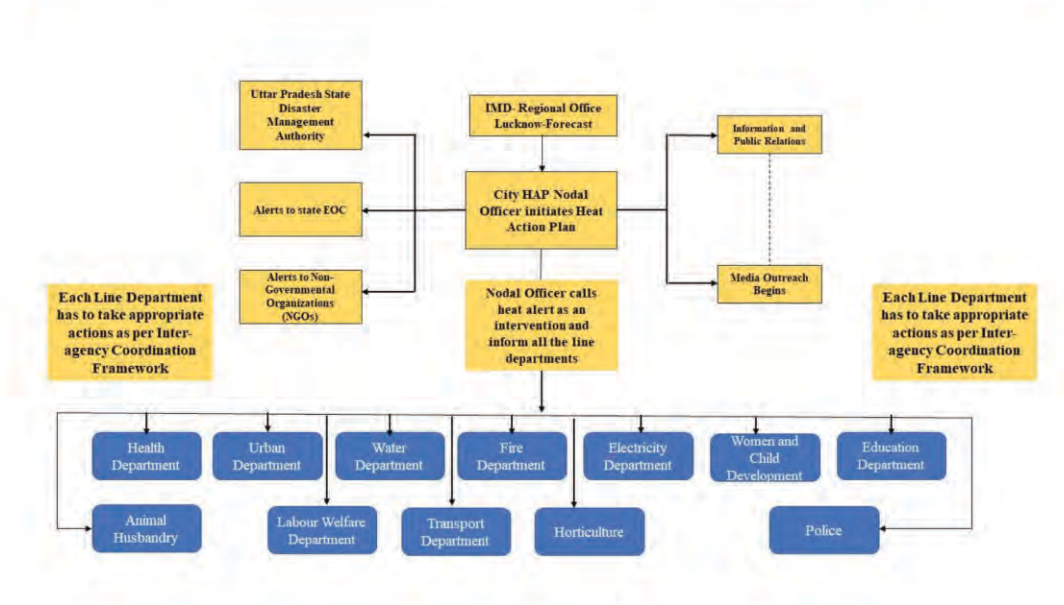 Uttar Pradesh State
Disaster
Management
Authority
IMD- Regional Office
Lucknow-Forecast
Information and
Public Relations
Alerts to state EOC
City HAP Nodal
Officer initiates Heat
Action Plan
Alerts to Non-
Governmental
Organizations
(NGOs)
Media Outreach
Begins
Each Line Department
has to take appropriate
actions as per Inter-
agency Coordination
Framework
Nodal Officer calls
heat alert as an
intervention and
inform all the line
departments
Each Line Department
has to take appropriate
actions as per Inter-
agency Coordination
Framework
Health
Department
Urban
Department
Water
Department
Fire
Department
Electricity
Department
Women and
Child
Development
Education
Department
Animal
Husbandry
Labour Welfare
Department
Transport
Department
Horticulture
Police